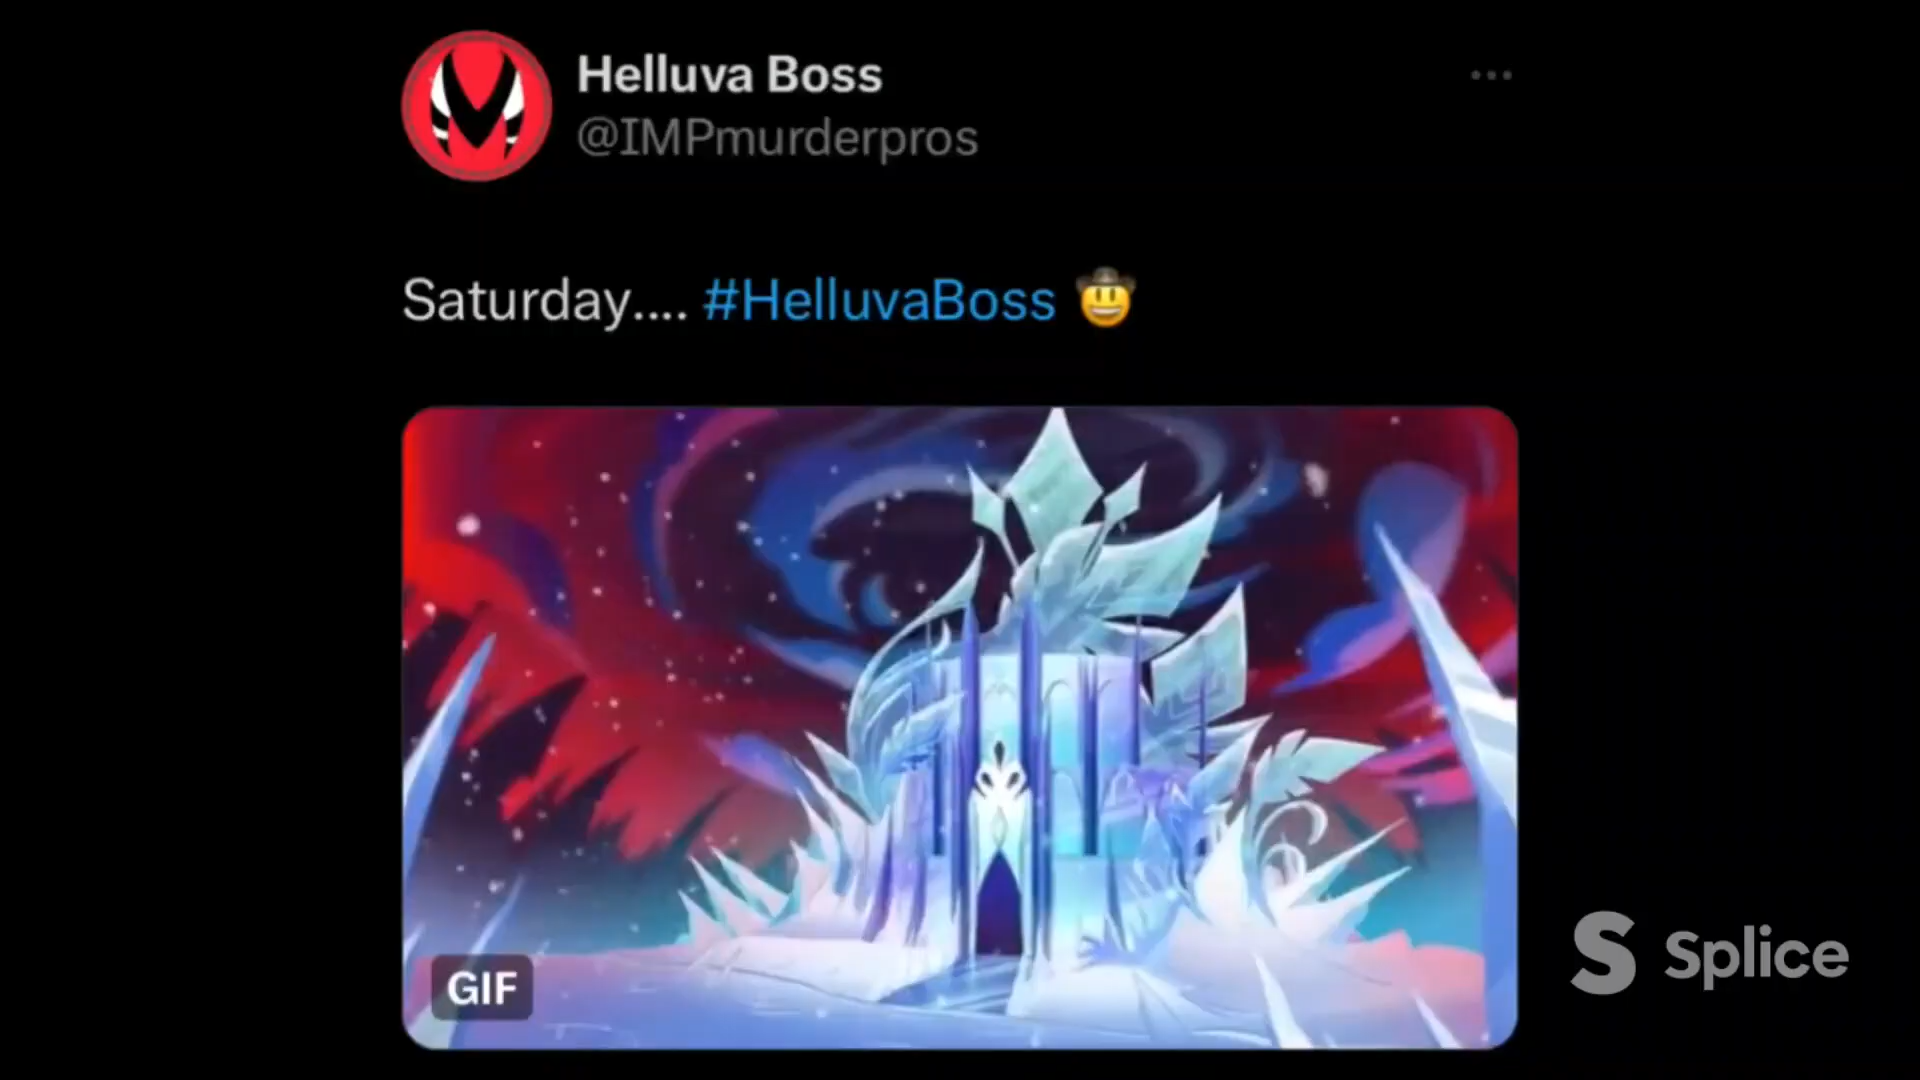 Helluva Boss
@IMPmurderpros
Saturday.... #HelluvaBoss 🤠
GIF
Splice